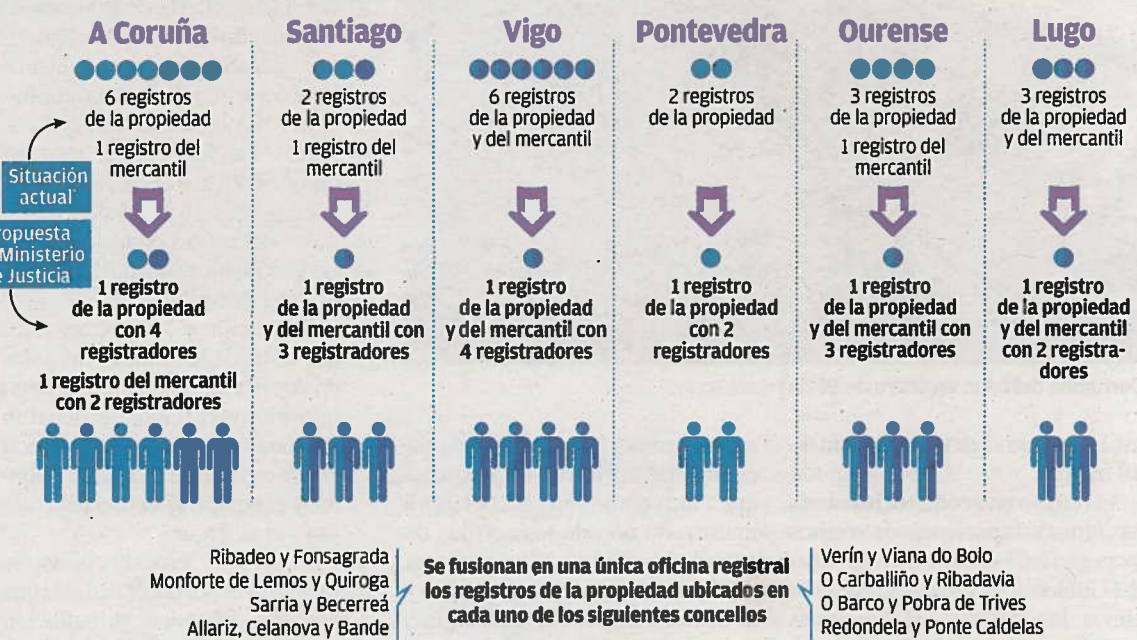 A Coruña
6 registros
de la propiedad
1 registro del
mercantil
Santiago
2 registros
de la propiedad
1 registro del
mercantil
Vigo
6 registros
de la propiedad
y del mercantil
Pontevedra
2 registros
de la propiedad
Ourense
3 registros
de la propiedad
1 registro del
mercantil
Lugo
3 registros
de la propiedad
y del mercantil
Situación
actual
Ministerio
Justicia
1 registro
de la propiedad
con 4
registradores
1 registro del mercantil
con 2 registradores
1 registro
de la propiedad
y del mercantil con
3 registradores
1 registro
de la propiedad
y del mercantil con
4 registradores
1 registro
de la propiedad
con 2
registradores
1 registro
de la propiedad
y del mercantil con
3 registradores
1 registro
de la propiedad
y del mercantil
con 2 registra-
dores
Ribadeo y Fonsagrada
Monforte de Lemos y Quiroga
Sarria y Becerreá
Allariz, Celanova y Bande
Se fusionan en una única oficina registral
los registros de la propiedad ubicados en
cada uno de los siguientes concellos
Verín y Viana do Bolo
O Carballiño y Ribadavia
O Barco y Pobra de Trives
Redondela y Ponte Caldelas